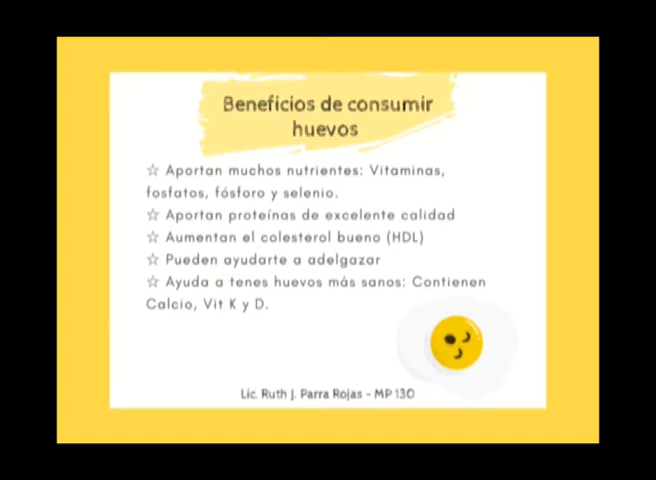 Beneficios de consumir
huevos
☆ Aportan muchos nutrientes: Vitaminas,
fosfatos, fósforo y selenio.
☆ Aportan proteínas de excelente calidad
☆ Aumentan el colesterol bueno (HDL)
☆ Pueden ayudarte a adelgazar
☆ Ayuda a tenes huevos más sanos: Contienen
Calcio, Vit K y D.
Lic. Ruth J. Parra Rojas - MP 130